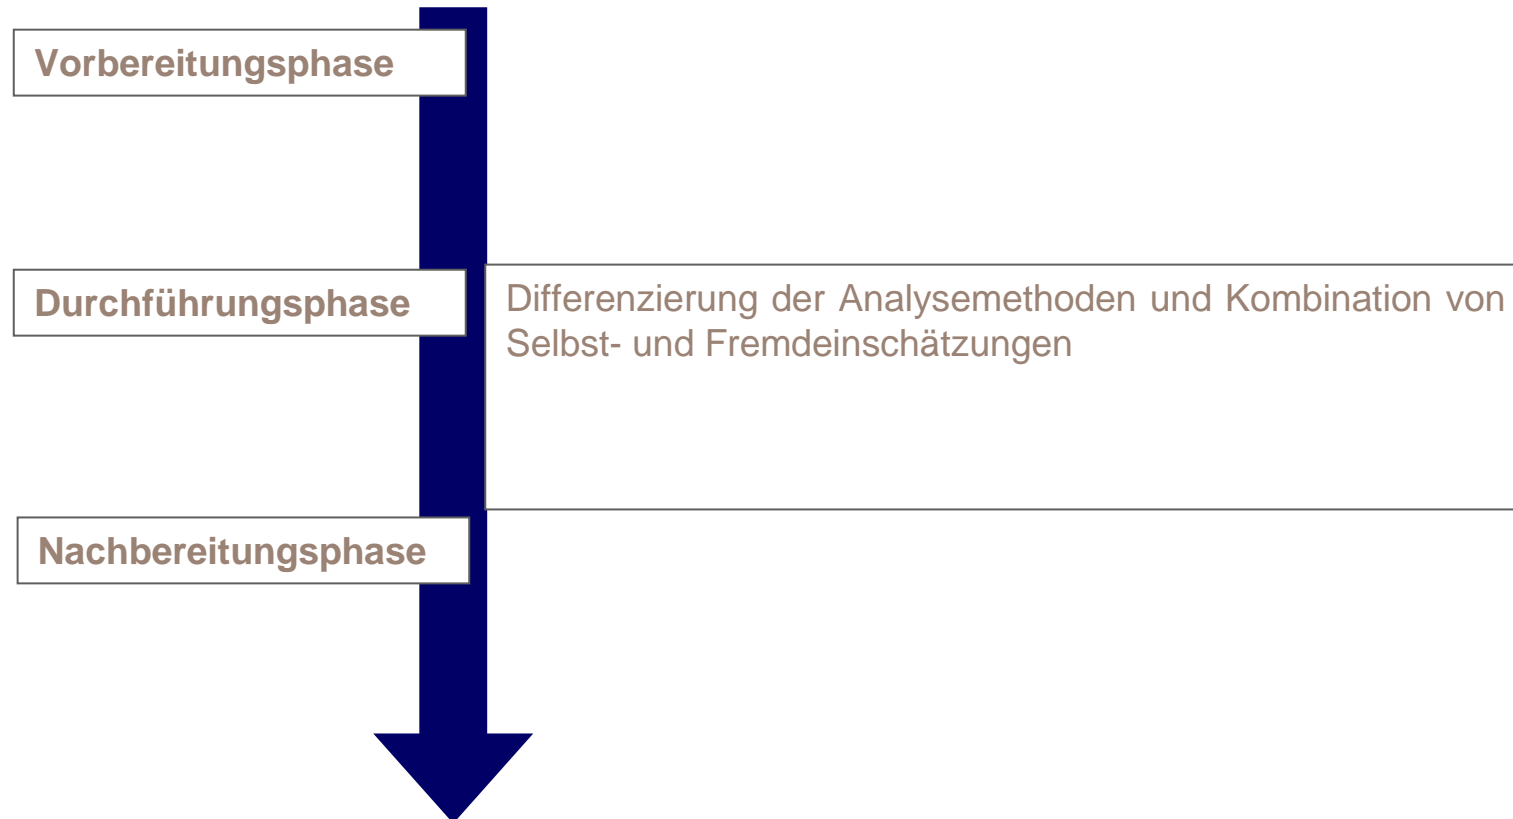 Vorbereitungsphase
Durchführungsphase
Differenzierung der Analysemethoden und Kombination von
Selbst- und Fremdeinschätzungen
Nachbereitungsphase